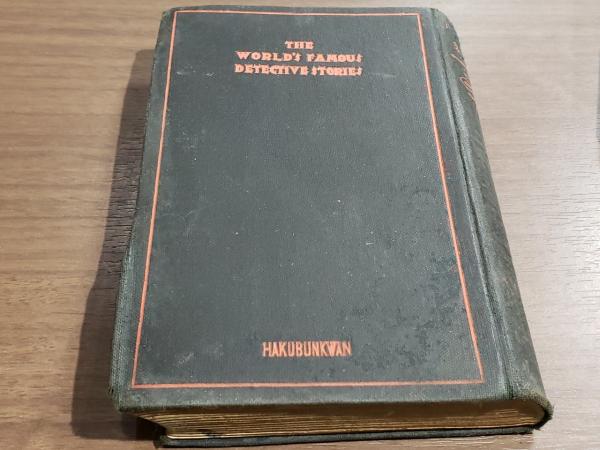 THE
WORLD'S FAMOUS
DETECTIVE STORIES
HAKUBUNKWAN